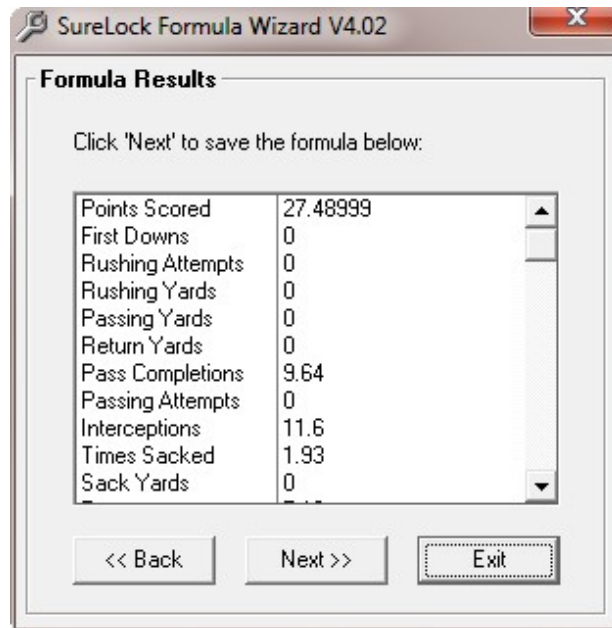 SureLock Formula Wizard V4.02
Formula Results
Click 'Next' to save the formula below:
Points Scored 27.48999
First Downs 0
Rushing Attempts 0
Rushing Yards 0
Passing Yards 0
Return Yards 0
Pass Completions 9.64
Passing Attempts 0
Interceptions 11.6
Times Sacked 1.93
Sack Yards 0
<< Back Next >> Exit